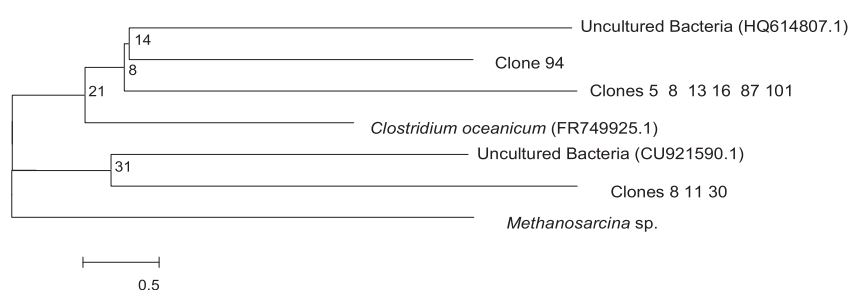 Uncultured Bacteria (HQ614807.1)
14
Clone 94
8
Clones 5 8 13 16 87 101
21
Clostridium oceanicum (FR749925.1)
Uncultured Bacteria (CU921590.1)
31
Clones 8 11 30
Methanosarcina sp.
0.5